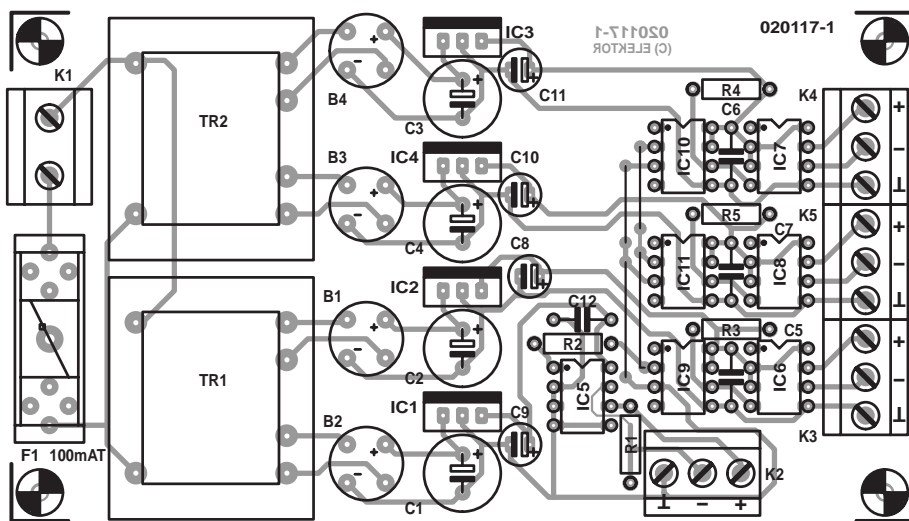 020117-1
(C) ELEKTOR
020117-1
K1
TR2
B4
+
-
C3
+
IC3
C11
+
R4
C6
IC10
IC7
K4
+
-
⊥
B3
+
-
C4
+
IC4
C10
+
R5
C7
IC11
IC8
K5
+
-
⊥
TR1
B1
+
-
C2
+
IC2
C8
+
C12
R2
IC5
R3
C5
IC9
IC6
K3
+
-
⊥
B2
+
-
C1
+
IC1
C9
+
R1
K2
⊥
-
+
F1 100mAT